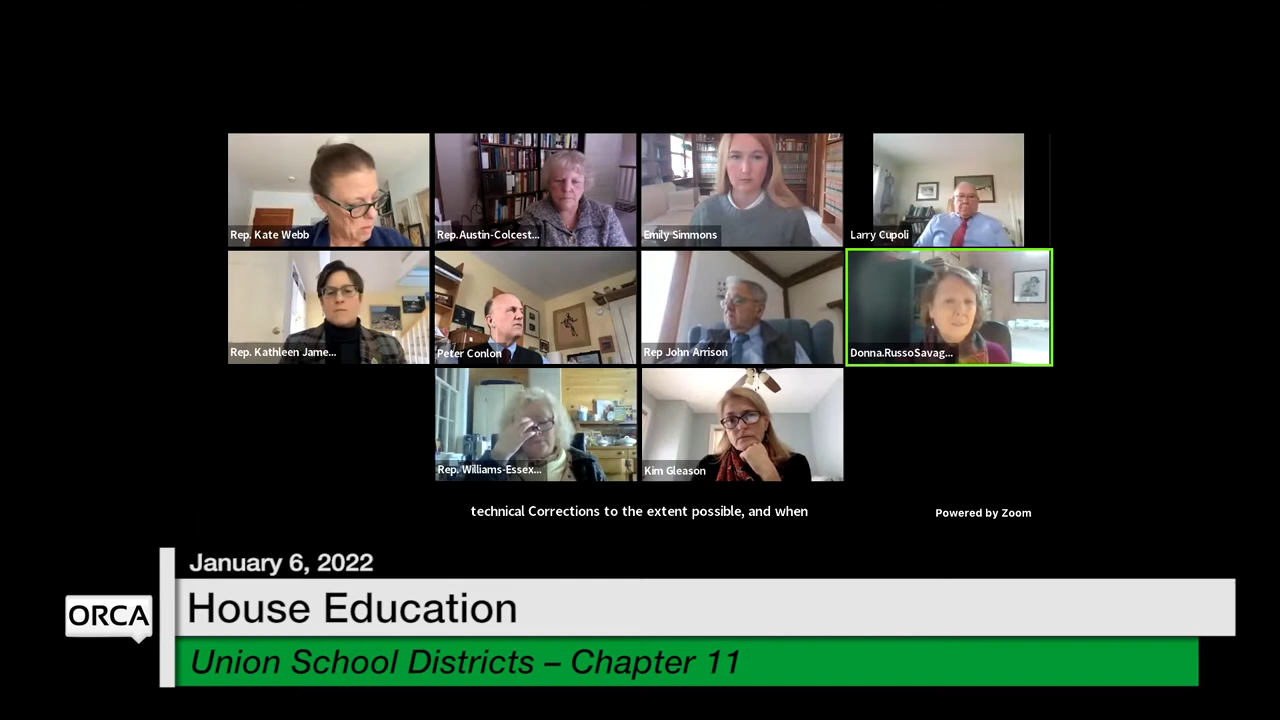 Rep. Kate Webb
Rep. Austin-Colcest...
Emily Simmons
Larry Cupoli
Rep. Kathleen Jame...
Peter Conlon
Rep John Arrison
Donna.RussoSavag...
Rep. Williams-Essex...
Kim Gleason
technical Corrections to the extent possible, and when
Powered by Zoom
January 6, 2022
ORCA
House Education
Union School Districts – Chapter 11